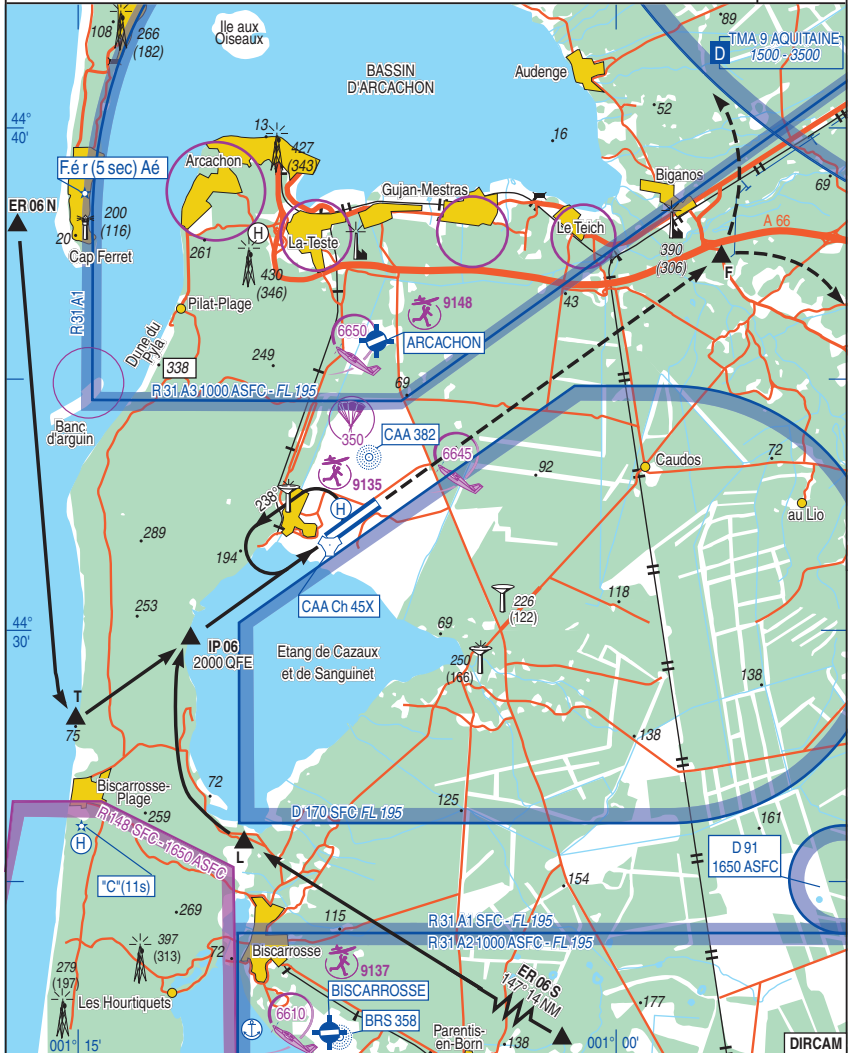 108
266
(182)
Ile aux
Oiseaux
BASSIN
D'ARCACHON
Audenge
89
D
TMA 9 AQUITAINE
1500 - 3500
52
16
44°
40'
13
427
(343)
F.é r (5 sec) Aé
Arcachon
Gujan-Mestras
Biganos
69
ER 06 N
200
(116)
20
Cap Ferret
261
H
La-Teste
Le Teich
A 66
390
(306)
F
430
(346)
R 31 A1
Pilat-Plage
43
Dune du
Pyla
338
249
6650
9148
ARCACHON
69
R 31 A3 1000 ASFC - FL 195
Banc
d'arguin
350
CAA 382
6645
9135
92
Caudos
72
au Lio
238°
H
289
194
CAA Ch 45X
253
226
(122)
118
69
44°
30'
IP 06
2000 QFE
Etang de Cazaux
et de Sanguinet
250
(166)
138
T
75
138
Biscarrosse-
Plage
72
259
125
D 170 SFC FL 195
161
R 148 SFC - 1650 ASFC
H
L
D 91
1650 ASFC
"C"(11s)
154
269
115
R 31 A1 SFC - FL 195
R 31 A2 1000 ASFC - FL 195
397
(313)
72
Biscarrosse
9137
ER 06 S
147° 14 NM
279
(197)
Les Hourtiquets
BISCARROSSE
177
6610
BRS 358
Parentis-
en-Born
138
001° 15'
001° 00'
DIRCAM